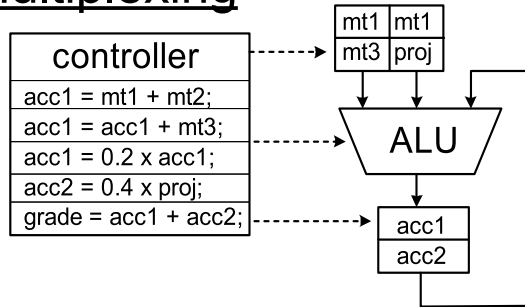 controller
acc1 = mt1 + mt2;
acc1 = acc1 + mt3;
acc1 = 0.2 x acc1;
acc2 = 0.4 x proj;
grade = acc1 + acc2;
mt1 mt1
mt3 proj
ALU
acc1
acc2